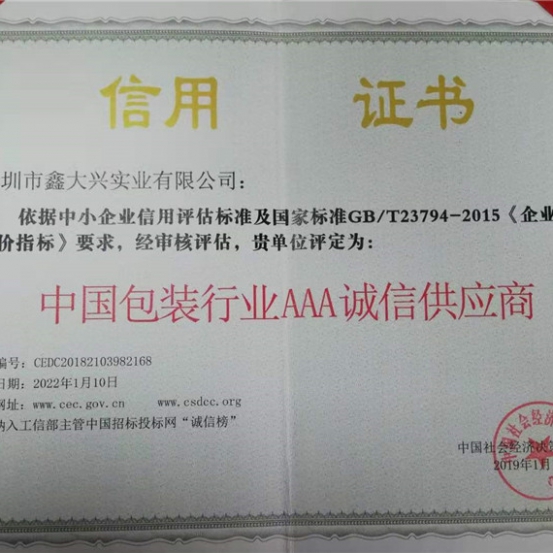 信用 证书
圳市鑫大兴实业有限公司：
依据中小企业信用评估标准及国家标准GB/T23794-2015《企业
价指标》要求，经审核评估，贵单位评定为：
中国包装行业AAA诚信供应商
编号：CEDC20182103982168
日期：2022年1月10日
网址：www.cec.gov.cn www.csdcc.org
纳入工信部主管中国招标投标网“诚信榜”
中国社会经济决
2019年1月1